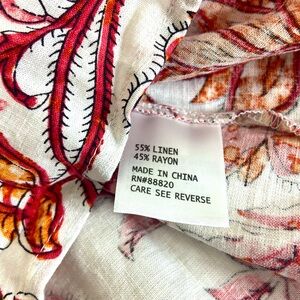 55% LINEN
45% RAYON
MADE IN CHINA
RN#88820
CARE SEE REVERSE